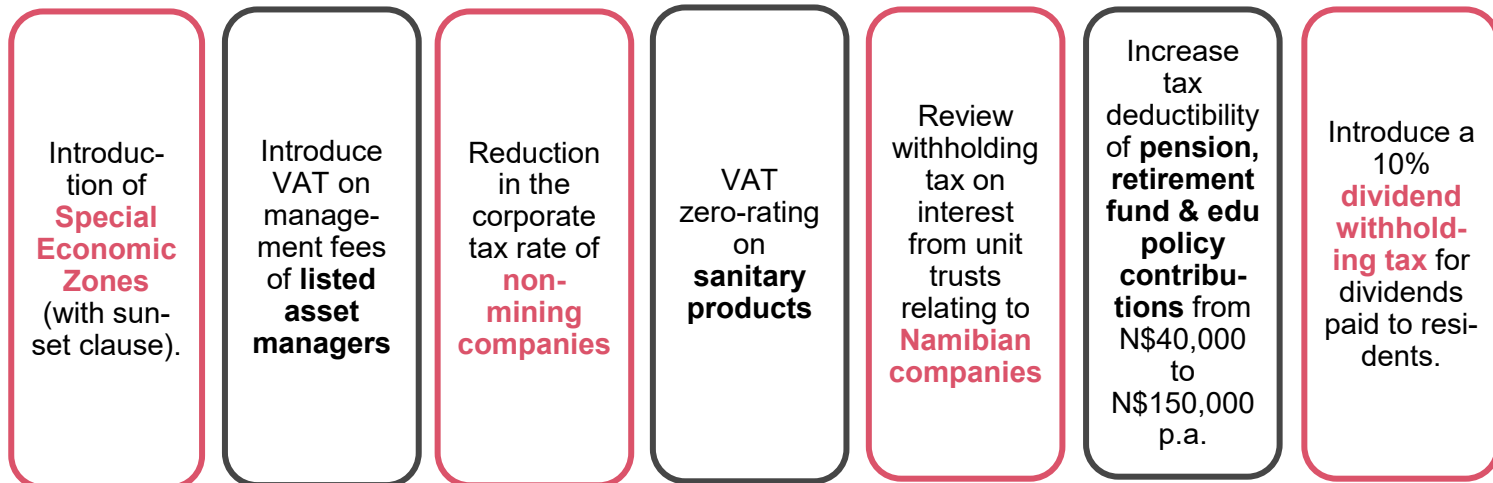 Introduc-
tion of
Special
Economic
Zones
(with sun-
set clause).
Introduce
VAT on
manage-
ment fees
of listed
asset
managers
Reduction
in the
corporate
tax rate of
non-
mining
companies
VAT
zero-rating
on
sanitary
products
Review
withholding
tax on
interest
from unit
trusts
relating to
Namibian
companies
Increase
tax
deductibility
of pension,
retirement
fund & edu
policy
contribu-
tions from
N$40,000
to
N$150,000
p.a.
Introduce a
10%
dividend
withhold-
ing tax for
dividends
paid to resi-
dents.